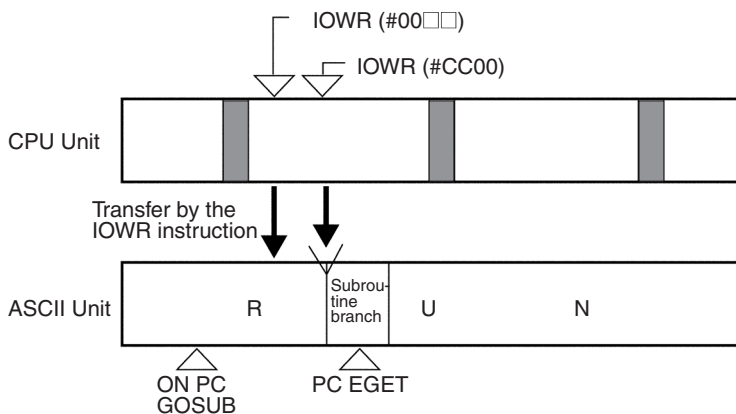 IOWR (#00□□)
IOWR (#CC00)
CPU Unit
Transfer by the
IOWR instruction
ASCII Unit
R
Subrou-
tine
branch
U
N
ON PC
GOSUB
PC EGET